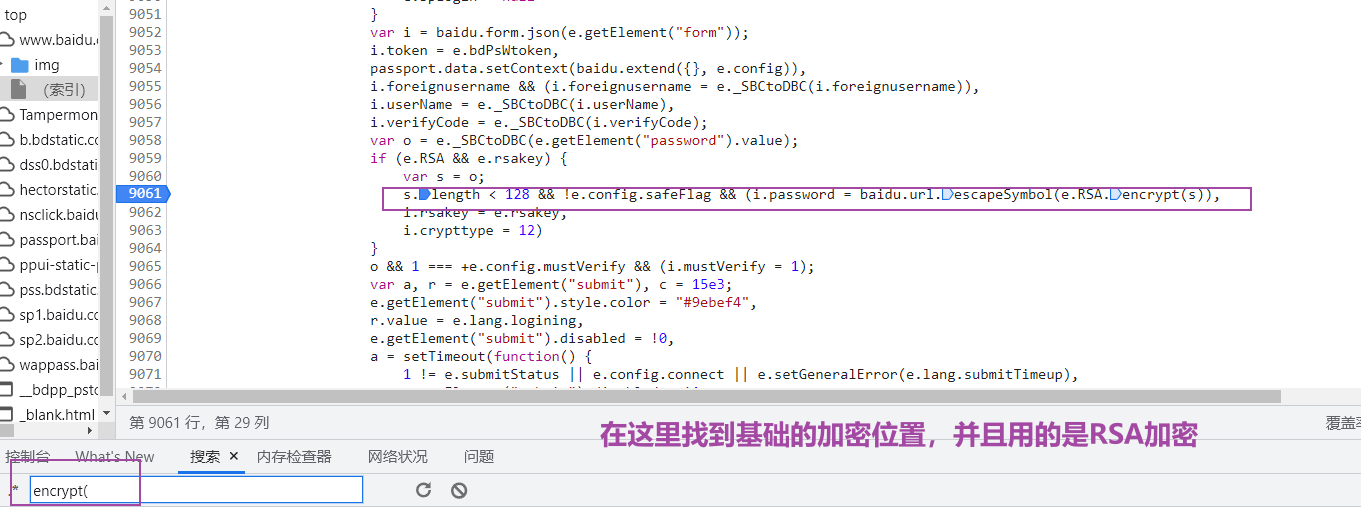 top
www.baidu.c
img
(索引)
Tampermon
b.bdstatic.cc
dss0.bdstati
hectorstatic.
nsclick.baidu
passport.bai
ppui-static-p
pss.bdstatic.
sp1.baidu.cc
sp2.baidu.cc
wappass.bai
__bdpp_pstc
_blank.html
9051 }
9052 var i = baidu.form.json(e.getElement("form"));
9053 i.token = e.bdPsWtoken,
9054 passport.data.setContext(baidu.extend({}, e.config)),
9055 i.foreignusername && (i.foreignusername = e._SBCtoDBC(i.foreignusername)),
9056 i.userName = e._SBCtoDBC(i.userName),
9057 i.verifyCode = e._SBCtoDBC(i.verifyCode);
9058 var o = e._SBCtoDBC(e.getElement("password").value);
9059 if (e.RSA && e.rsakey) {
9060 var s = o;
9061 s.length < 128 && !e.config.safeFlag && (i.password = baidu.url.escapeSymbol(e.RSA.encrypt(s)),
9062 i.rsakey = e.rsakey,
9063 i.crypttype = 12)
9064 }
9065 o && 1 === +e.config.mustVerify && (i.mustVerify = 1);
9066 var a, r = e.getElement("submit"), c = 15e3;
9067 e.getElement("submit").style.color = "#9ebef4",
9068 r.value = e.lang.logining,
9069 e.getElement("submit").disabled = !0,
9070 a = setTimeout(function() {
9071 1 != e.submitStatus || e.config.connect || e.setGeneralError(e.lang.submitTimeup),
第 9061 行，第 29 列
覆盖率
在这里找到基础的加密位置，并且用的是RSA加密
控制台 What's New 搜索 × 内存检查器 网络状况 问题
.* encrypt(